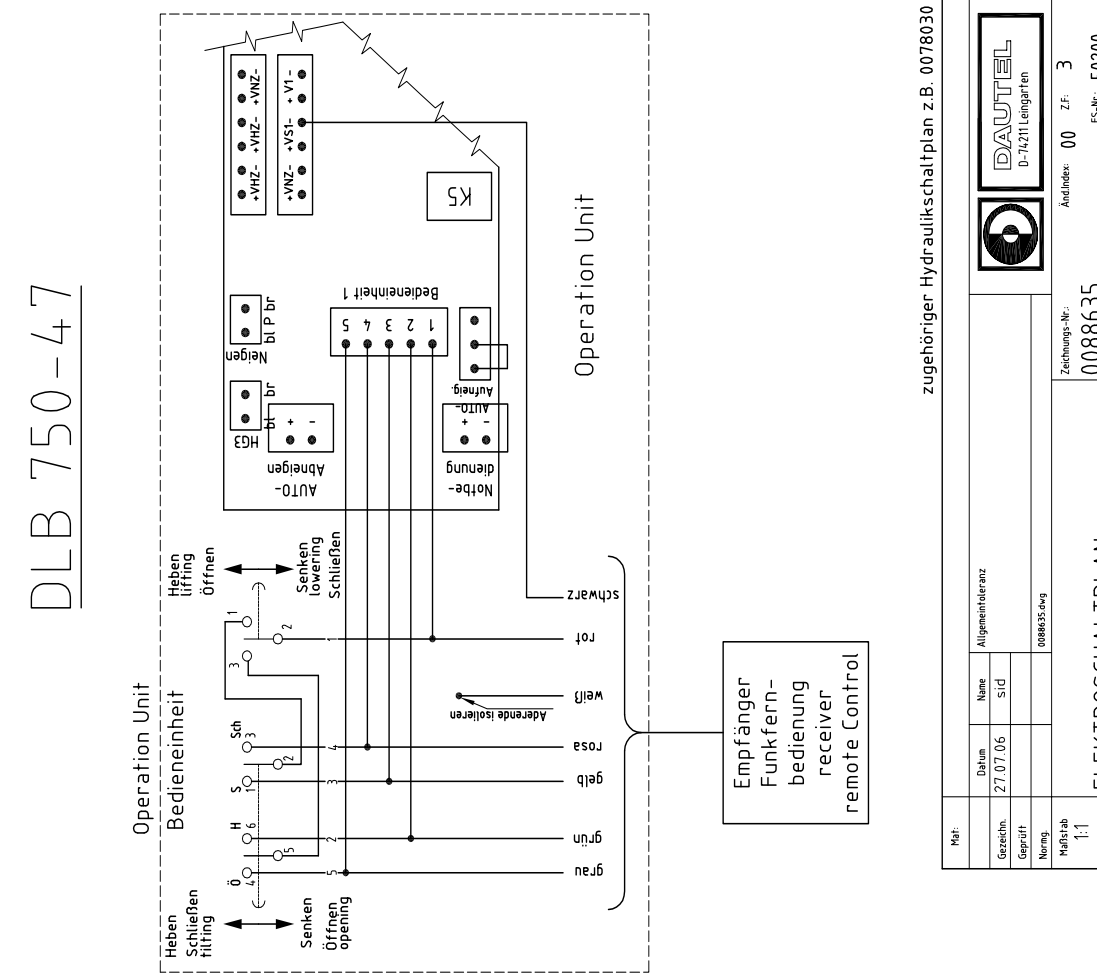 DLB 750-47
+VHZ- +VHZ- +VNZ-
+VNZ- +VS1- + V1 -
K5
Neigen
bl P br
HG3
bl br
Bedieneinheit 1
5 4 3 2 1
AUTO-
Aufneig.
+ -
AUTO-
Abneigen
+ -
Notbe-
dienung
Operation Unit
Heben
lifting
Öffnen
Senken
lowering
Schließen
1
2
3
Operation Unit
Bedieneinheit
Sch
3
2
S
1
H
6
5
Ö
4
Heben
Schließen
tilting
Senken
Öffnen
opening
1
4
3
2
5
schwarz
rot
weiß
Aderende isolieren
rosa
gelb
grün
grau
Empfänger
Funkfern-
bedienung
receiver
remote Control
zugehöriger Hydraulikschaltplan z.B. 0078030
DAUTEL
D-74211 Leingarten
Mat:
Allgemeintoleranz
Datum Name
Gezeichn. 27.07.06 sid
Geprüft
Normg.
0088635.dwg
Maßstab
1:1
Zeichnungs-Nr.:
0088635
Änd.Index: 00 Z.F: 3